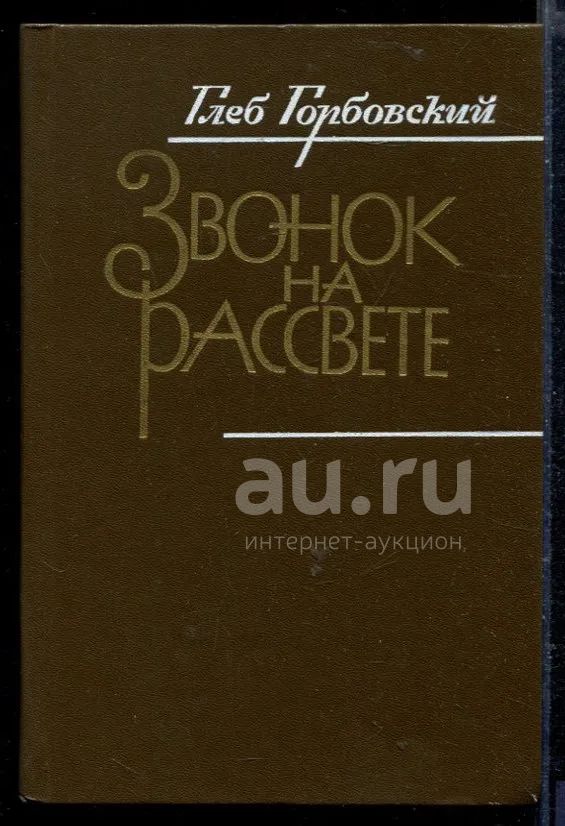 Глеб Горбовский
Звонок
на
рассвете
au.ru
интернет-аукцион